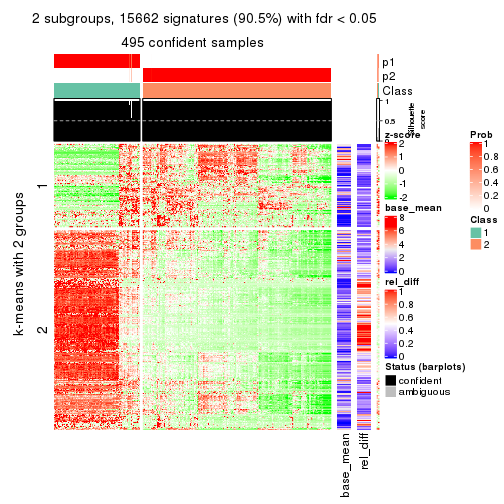 2 subgroups, 15662 signatures (90.5%) with fdr < 0.05
495 confident samples
p1
p2
Class
1
0.5
0
Silhouette
score
k-means with 2 groups
1
2
z-score
2
1
0
-1
-2
base_mean
8
6
4
2
0
rel_diff
1
0.8
0.6
0.4
0.2
0
Status (barplots)
confident
ambiguous
Prob
1
0.8
0.6
0.4
0.2
0
Class
1
2
base_mean
rel_diff